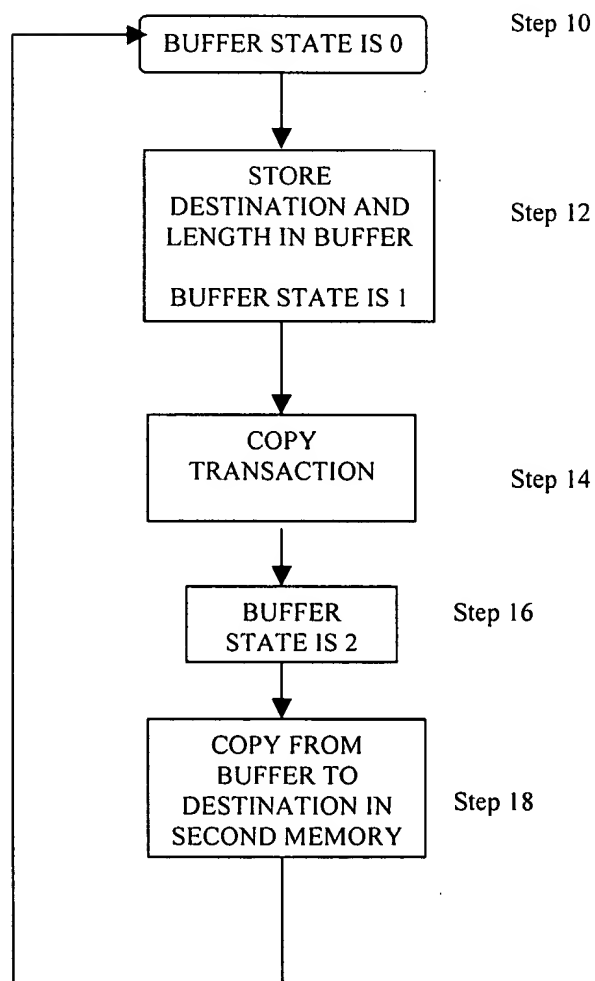 BUFFER STATE IS 0
Step 10
STORE
DESTINATION AND
LENGTH IN BUFFER
BUFFER STATE IS 1
Step 12
COPY
TRANSACTION
Step 14
BUFFER
STATE IS 2
Step 16
COPY FROM
BUFFER TO
DESTINATION IN
SECOND MEMORY
Step 18